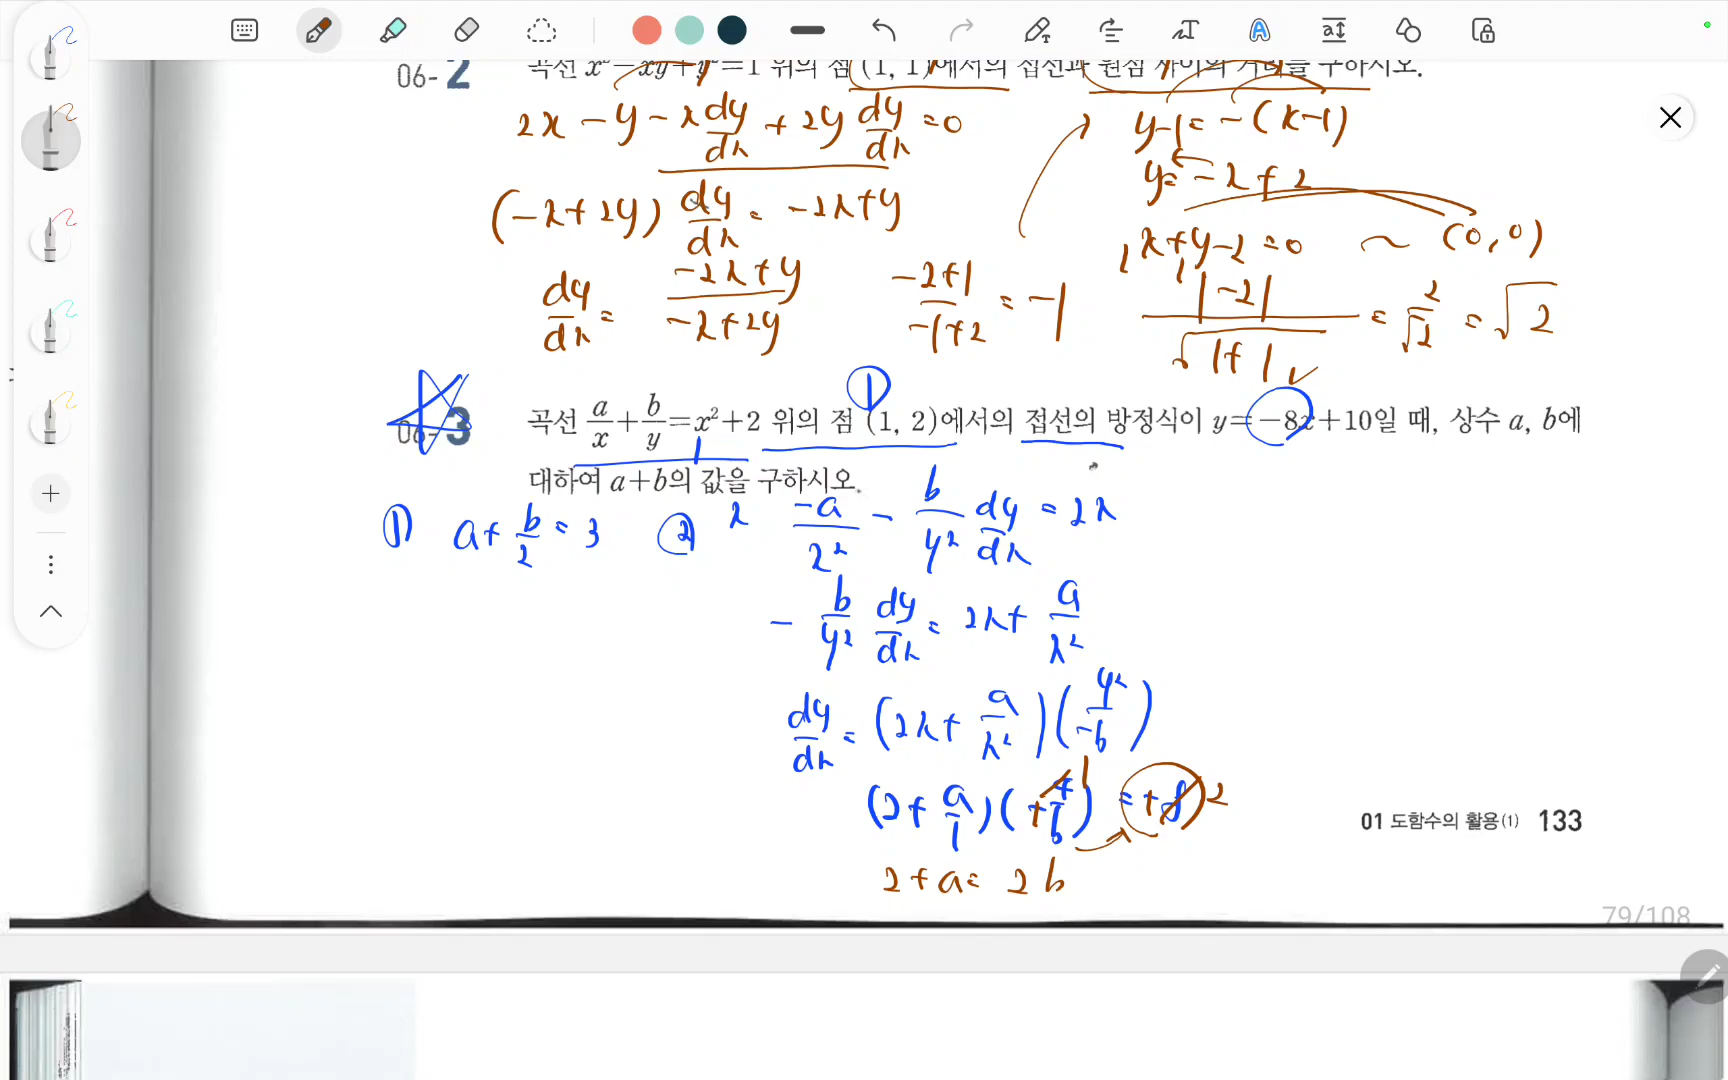 06-2 곡선 x²-xy+y²=1 위의 점 (1, 1)에서의 접선과 원점 사이의 거리를 구하시오.
2x - y - x dy/dx + 2y dy/dx = 0
(-x+2y) dy/dx = -2x+y
dy/dx = (-2x+y)/(-x+2y)
(-2+1)/(-1+2) = -1
y-1= -(x-1)
y= -x+2
1x+y-2=0 ~ (0,0)
|-2|/√(1+1) = 2/√2 = √2
06-3 곡선 a/x + b/y = x²+2 위의 점 (1, 2)에서의 접선의 방정식이 y=-8x+10일 때, 상수 a, b에
대하여 a+b의 값을 구하시오.
①
① a+ b/2 = 3
② x -a/x² - b/y² dy/dx = 2x
- b/y² dy/dx = 2x+ a/x²
dy/dx = (2x+ a/x²)(y²/-b)
(2+ a/1)(+4/b) = +8 2
1
2+a= 2b
01 도함수의 활용⑴ 133
79/108